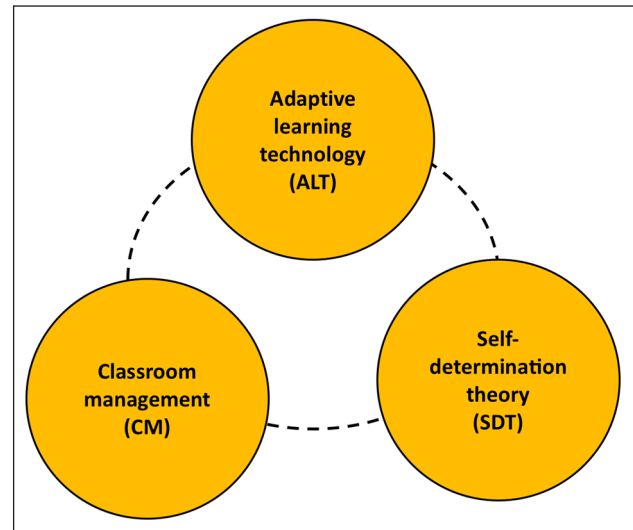 Adaptive
learning
technology
(ALT)
Classroom
management
(CM)
Self-
determination
theory
(SDT)